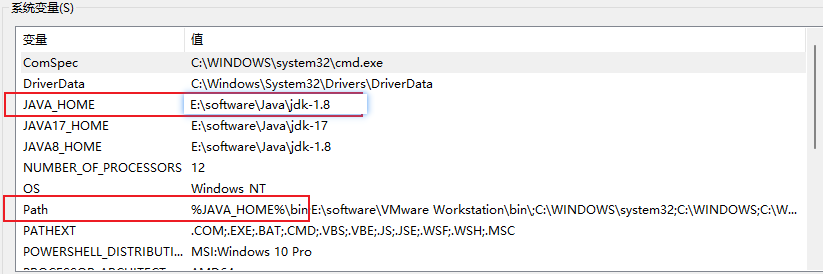 系统变量(S)
变量 值
ComSpec C:\WINDOWS\system32\cmd.exe
DriverData C:\Windows\System32\Drivers\DriverData
JAVA_HOME E:\software\Java\jdk-1.8
JAVA17_HOME E:\software\Java\jdk-17
JAVA8_HOME E:\software\Java\jdk-1.8
NUMBER_OF_PROCESSORS 12
OS Windows_NT
Path %JAVA_HOME%\bin;E:\software\VMware Workstation\bin\;C:\WINDOWS\system32;C:\WINDOWS;C:\W...
PATHEXT .COM;.EXE;.BAT;.CMD;.VBS;.VBE;.JS;.JSE;.WSF;.WSH;.MSC
POWERSHELL_DISTRIBUTI... MSI:Windows 10 Pro